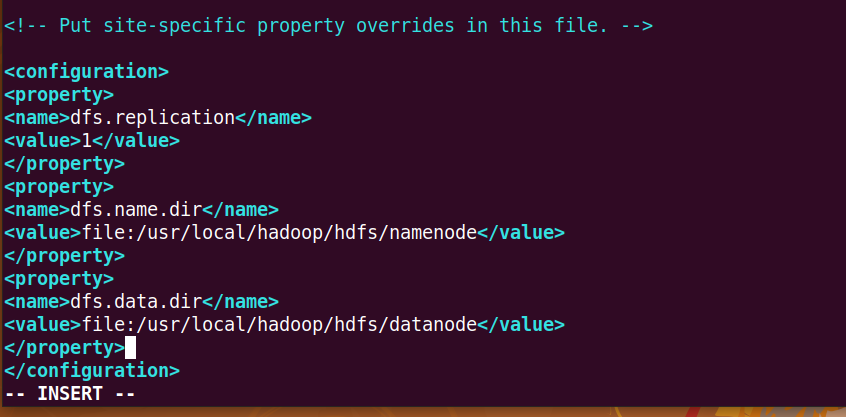 <!-- Put site-specific property overrides in this file. -->
<configuration>
<property>
<name>dfs.replication</name>
<value>1</value>
</property>
<property>
<name>dfs.name.dir</name>
<value>file:/usr/local/hadoop/hdfs/namenode</value>
</property>
<property>
<name>dfs.data.dir</name>
<value>file:/usr/local/hadoop/hdfs/datanode</value>
</property>
</configuration>
-- INSERT --